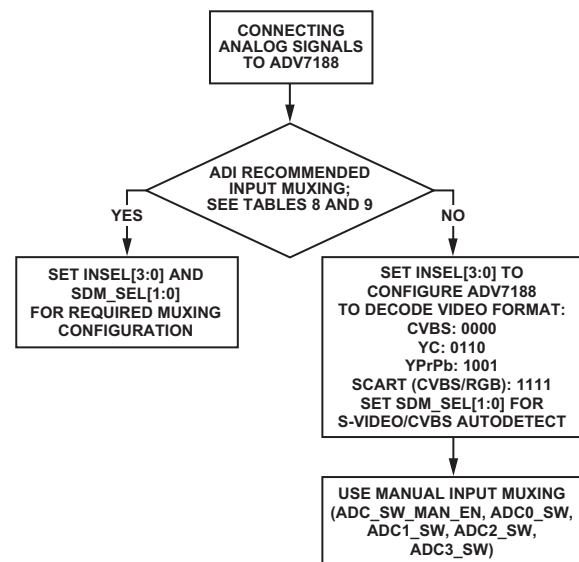 CONNECTING
ANALOG SIGNALS
TO ADV7188
ADI RECOMMENDED
INPUT MUXING;
SEE TABLES 8 AND 9
YES
NO
SET INSEL[3:0] AND
SDM_SEL[1:0]
FOR REQUIRED MUXING
CONFIGURATION
SET INSEL[3:0] TO
CONFIGURE ADV7188
TO DECODE VIDEO FORMAT:
CVBS: 0000
YC: 0110
YPrPb: 1001
SCART (CVBS/RGB): 1111
SET SDM_SEL[1:0] FOR
S-VIDEO/CVBS AUTODETECT
USE MANUAL INPUT MUXING
(ADC_SW_MAN_EN, ADC0_SW,
ADC1_SW, ADC2_SW,
ADC3_SW)